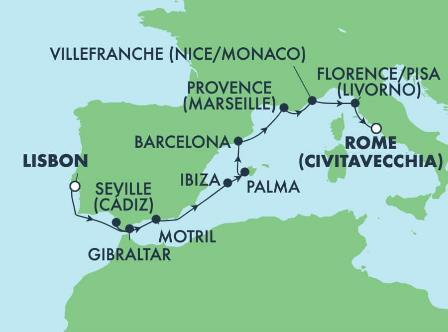 VILLEFRANCHE (NICE/MONACO)
FLORENCE/PISA
(LIVORNO)
PROVENCE
(MARSEILLE)
BARCELONA
ROME
(CIVITAVECCHIA)
LISBON
IBIZA
PALMA
SEVILLE
(CÁDIZ)
MOTRIL
GIBRALTAR